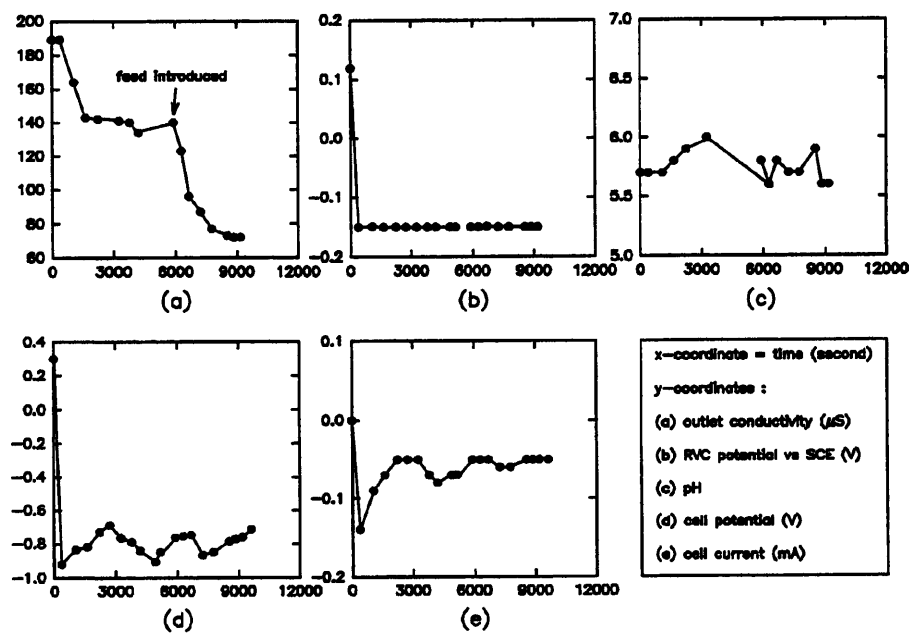 200
180
160
140
120
100
80
60
feed introduced
0 3000 6000 9000 12000
(a)
0.2
0.1
0.0
−0.1
−0.2
0 3000 6000 9000 12000
(b)
7.0
6.5
6.0
5.5
5.0
0 3000 6000 9000 12000
(c)
0.4
0.2
0.0
−0.2
−0.4
−0.6
−0.8
−1.0
0 3000 6000 9000 12000
(d)
0.1
0.0
−0.1
−0.2
0 3000 6000 9000 12000
(e)
x-coordinate = time (second)
y-coordinates :
(a) outlet conductivity (μS)
(b) RVC potential vs SCE (V)
(c) pH
(d) cell potential (V)
(e) cell current (mA)